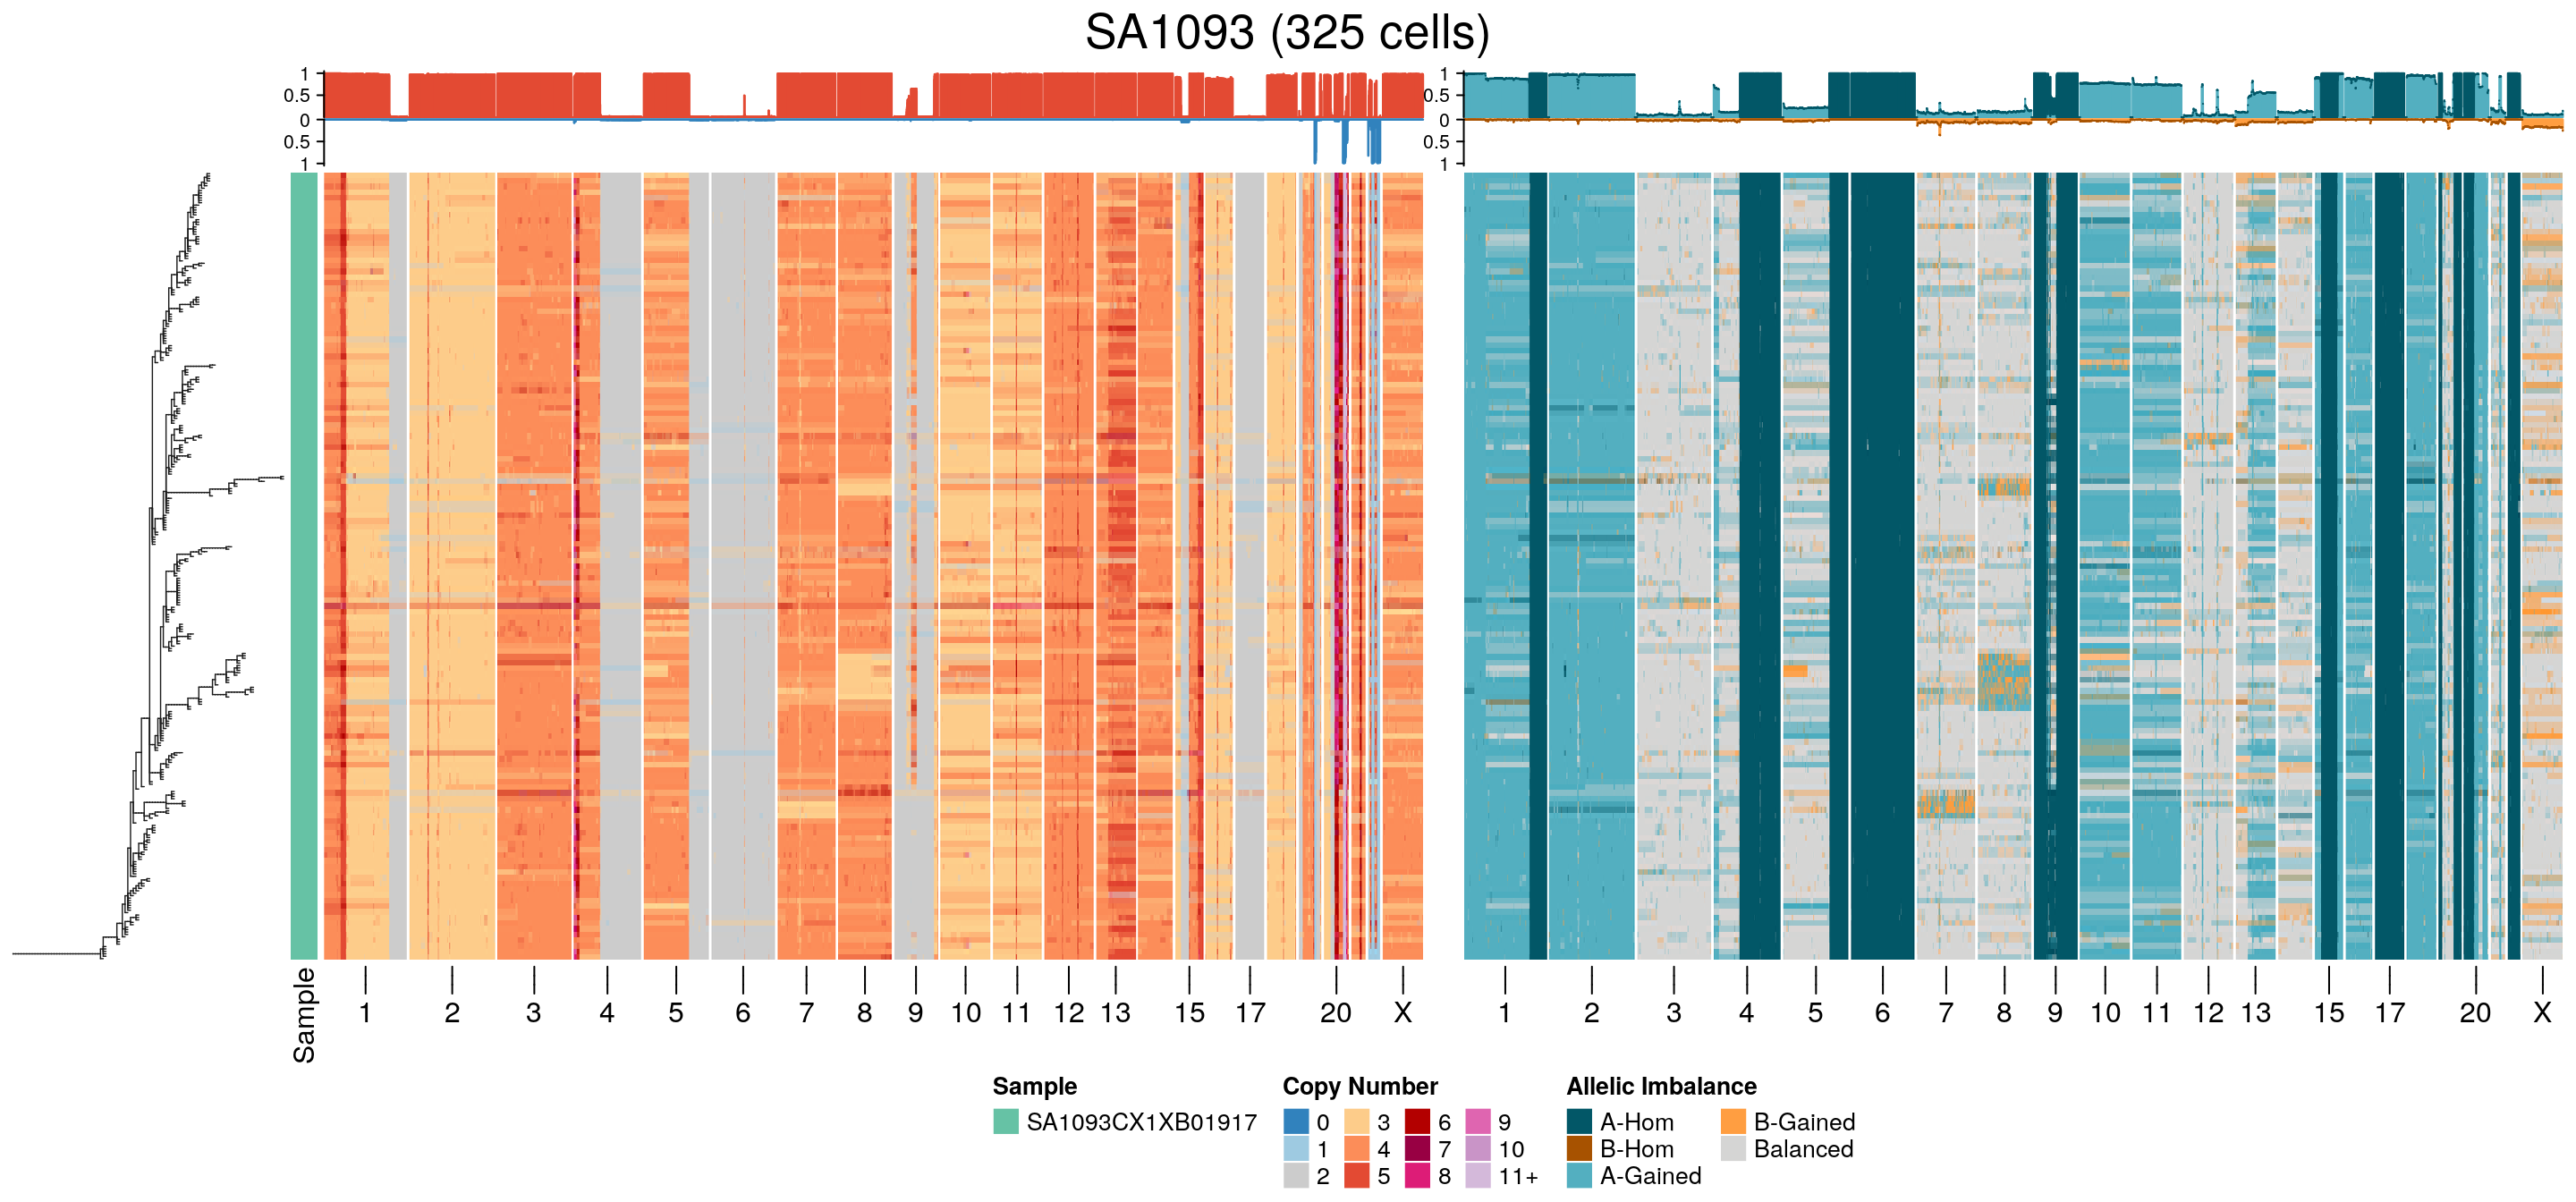 SA1093 (325 cells)
1
0.5
0
0.5
1
1
0.5
0
0.5
1
Sample
1 2 3 4 5 6 7 8 9 10 11 12 13 15 17 20 X
1 2 3 4 5 6 7 8 9 10 11 12 13 15 17 20 X
Sample
SA1093CX1XB01917
Copy Number
0 3 6 9
1 4 7 10
2 5 8 11+
Allelic Imbalance
A-Hom B-Gained
B-Hom Balanced
A-Gained